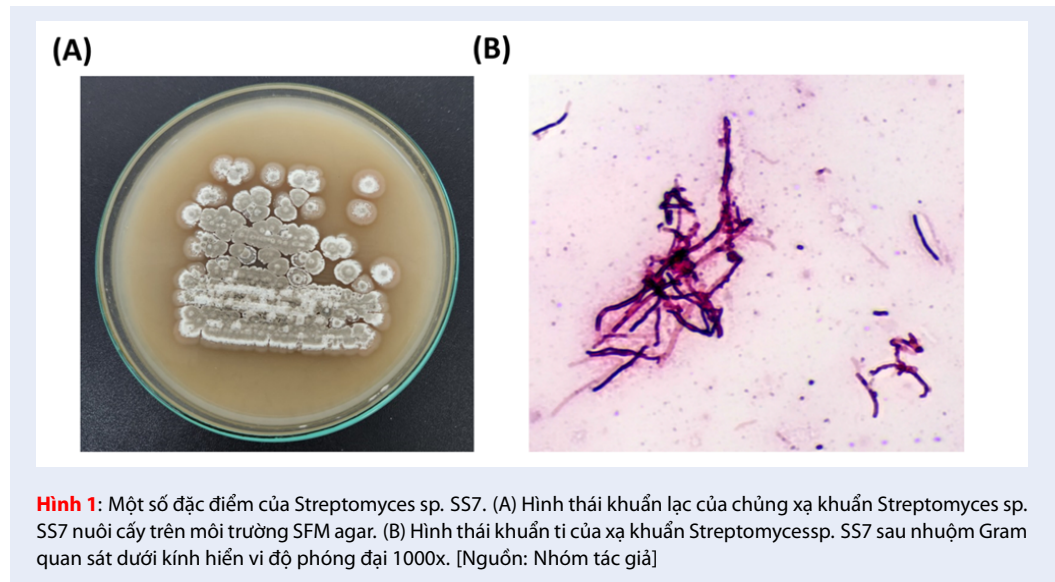 (A)
(B)
Hình 1: Một số đặc điểm của Streptomyces sp. SS7. (A) Hình thái khuẩn lạc của chủng xạ khuẩn Streptomyces sp.
SS7 nuôi cấy trên môi trường SFM agar. (B) Hình thái khuẩn ti của xạ khuẩn Streptomycessp. SS7 sau nhuộm Gram
quan sát dưới kính hiển vi độ phóng đại 1000x. [Nguồn: Nhóm tác giả]